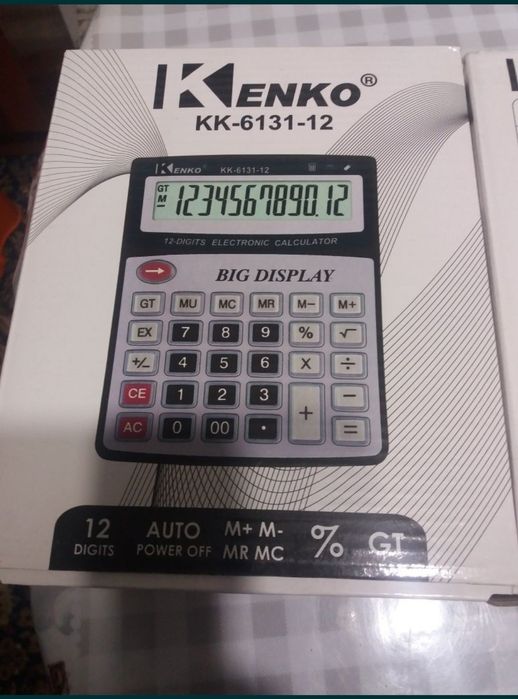 KENKO®
KK-6131-12
KENKO KK-6131-12
GT
M
1234567890.12
12-DIGITS ELECTRONIC CALCULATOR
→ BIG DISPLAY
GT MU MC MR M- M+
EX 7 8 9 % √
+/- 4 5 6 X ÷
CE 1 2 3 + -
AC 0 00 . =
12 DIGITS
AUTO POWER OFF
M+ M-
MR MC
%
GT